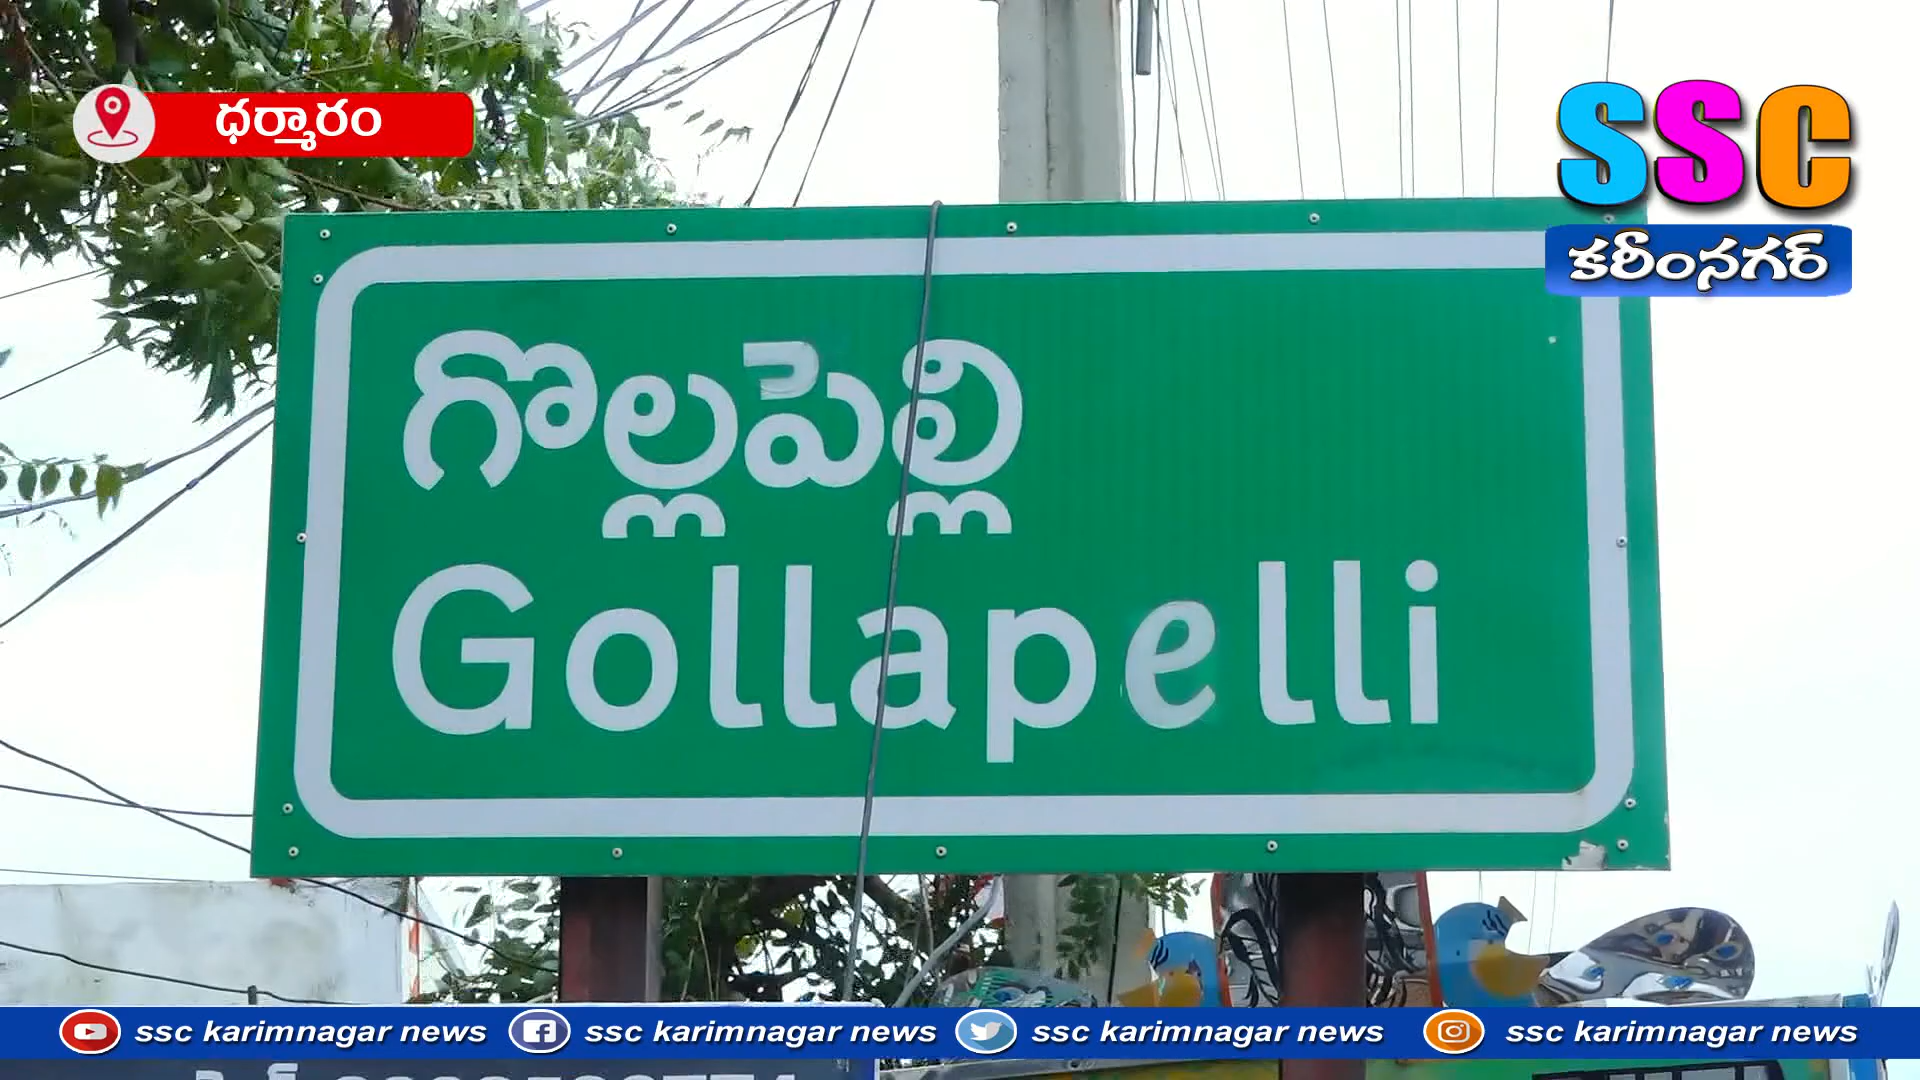 ధర్మారం
SSC
కరీంనగర్
గొల్లపెల్లి
Gollapelli
ssc karimnagar news ssc karimnagar news ssc karimnagar news ssc karimnagar news